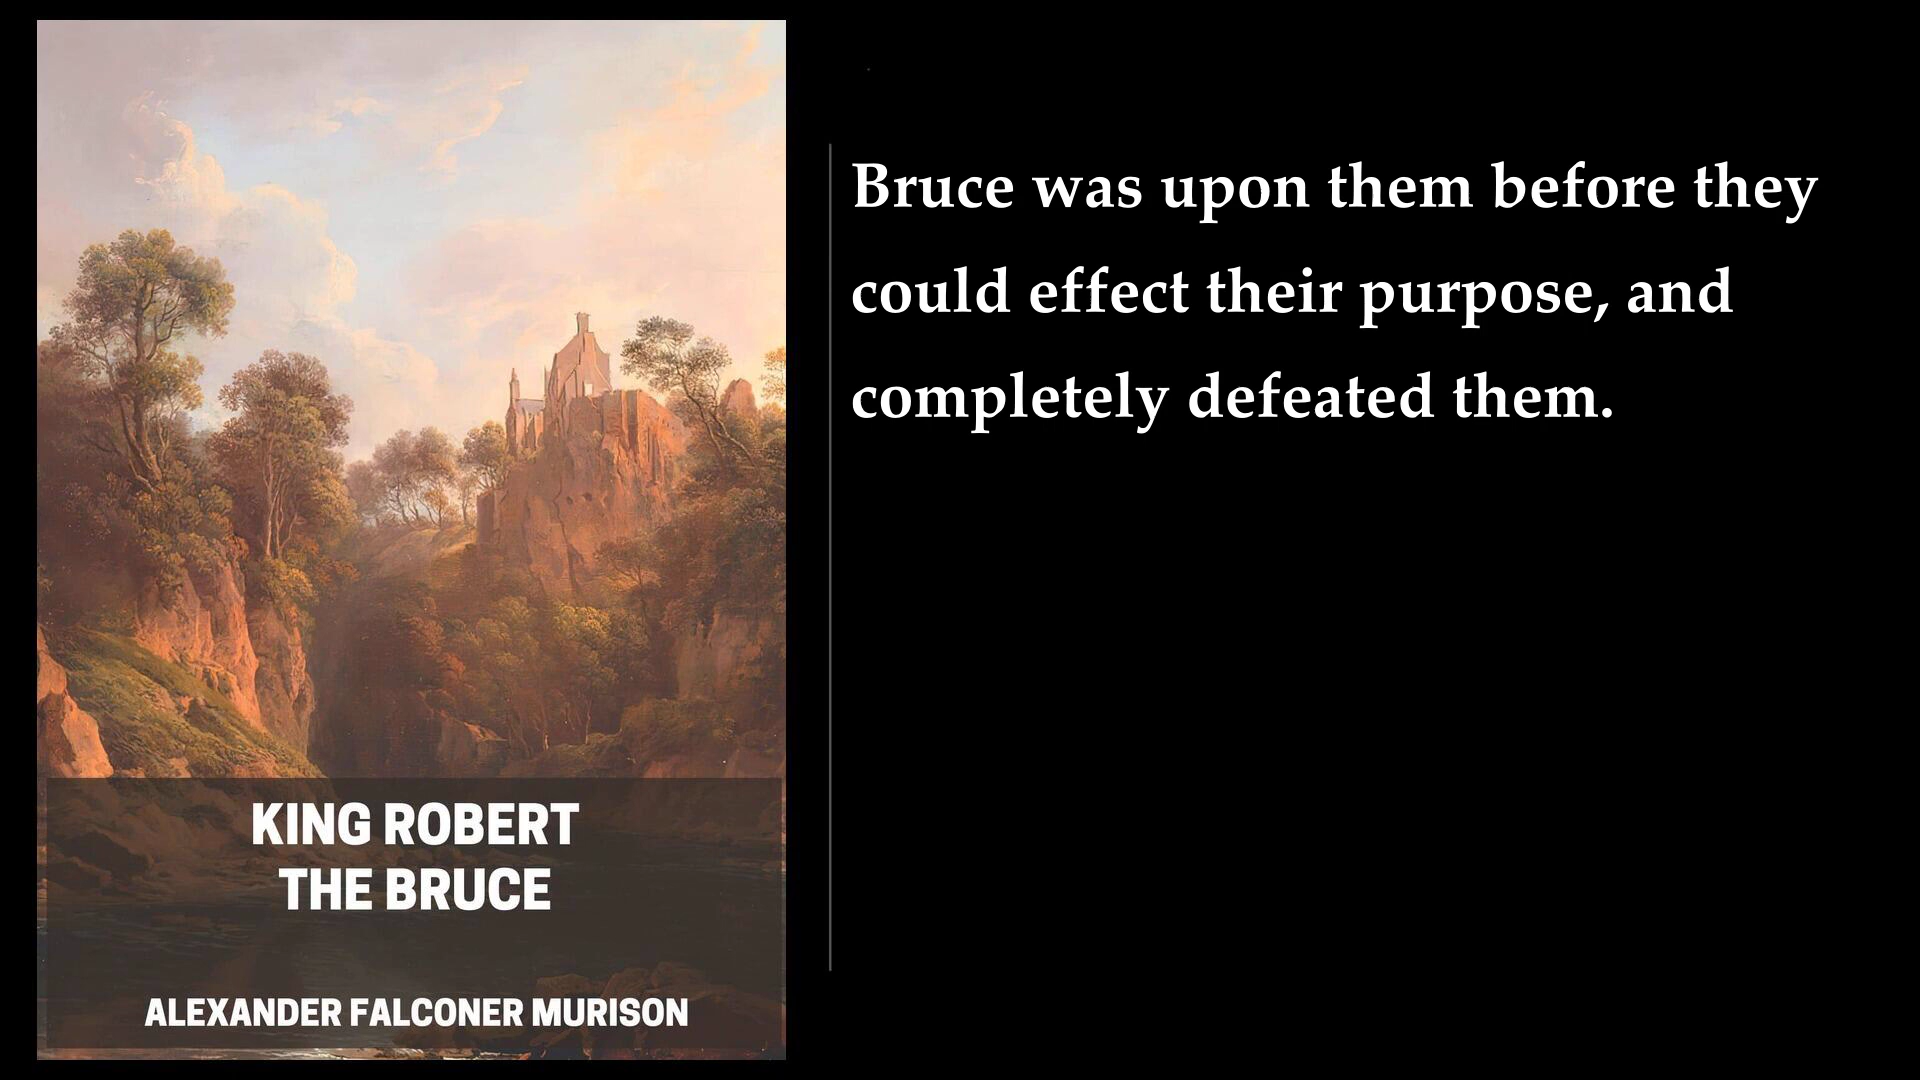 KING ROBERT
THE BRUCE
ALEXANDER FALCONER MURISON
Bruce was upon them before they
could effect their purpose, and
completely defeated them.